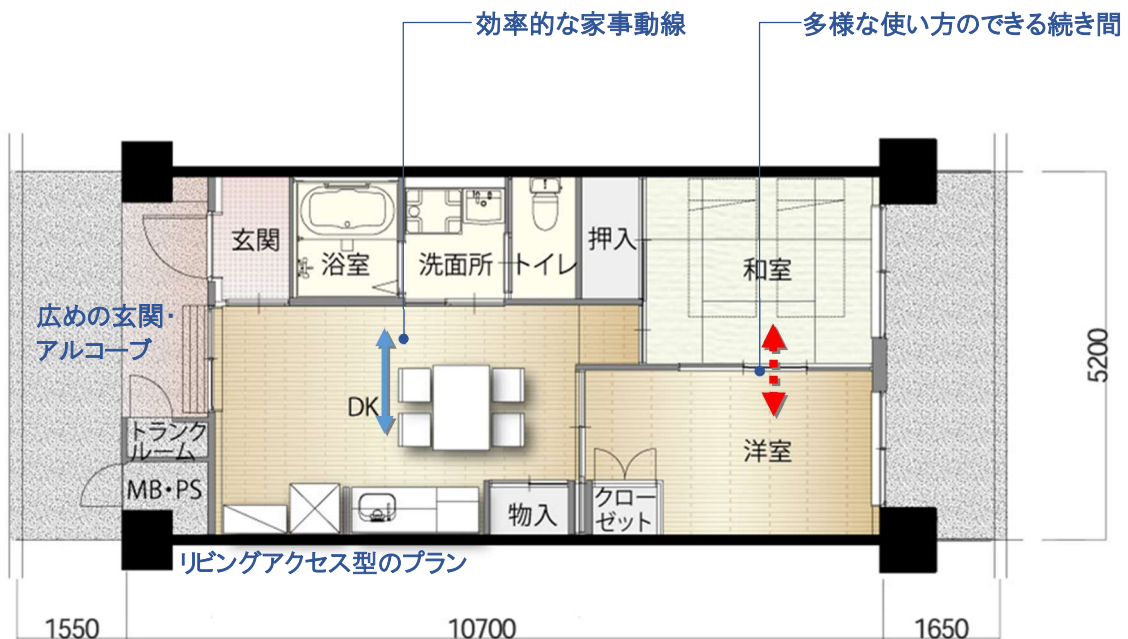 効率的な家事動線
多様な使い方のできる続き間
玄関
浴室
洗面所
トイレ
押入
和室
広めの玄関・
アルコーブ
DK
洋室
トランク
ルーム
MB・PS
物入
クロー
ゼット
リビングアクセス型のプラン
5200
1550
10700
1650